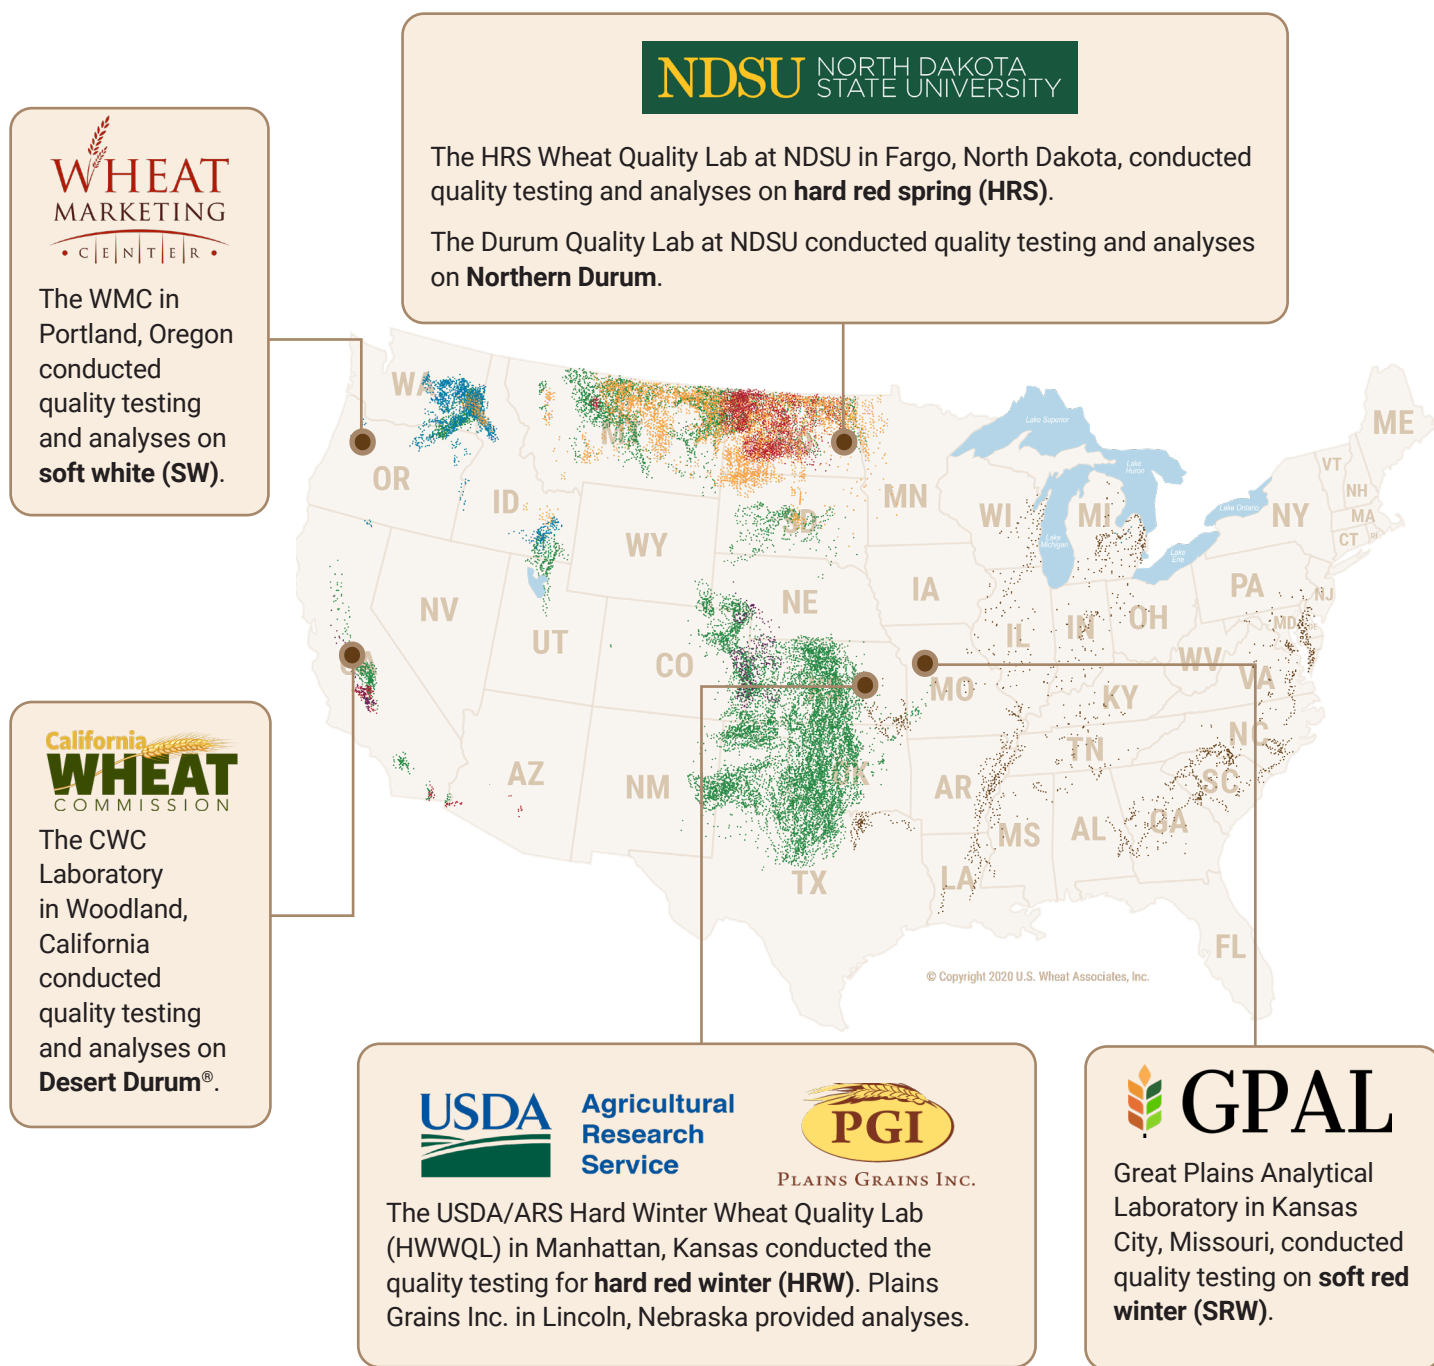 NDSU NORTH DAKOTA
STATE UNIVERSITY
The HRS Wheat Quality Lab at NDSU in Fargo, North Dakota, conducted
quality testing and analyses on hard red spring (HRS).
The Durum Quality Lab at NDSU conducted quality testing and analyses
on Northern Durum.
WHEAT
MARKETING
• C|E|N|T|E|R •
The WMC in
Portland, Oregon
conducted
quality testing
and analyses on
soft white (SW).
WA
OR
ID
WY
NV
UT
CO
AZ
NM
SD
NE
TX
MN
IA
MO
AR
LA
WI
IL
MI
IN
OH
KY
TN
MS
AL
GA
FL
SC
NC
VA
WV
PA
NY
MD
NJ
CT
MA
NH
VT
ME
Lake Superior
Lake
Michigan
Lake
Huron
Lake
Erie
Lake Ontario
© Copyright 2020 U.S. Wheat Associates, Inc.
California
WHEAT
COMMISSION
The CWC
Laboratory
in Woodland,
California
conducted
quality testing
and analyses on
Desert Durum®.
USDA
Agricultural
Research
Service
PGI
PLAINS GRAINS INC.
The USDA/ARS Hard Winter Wheat Quality Lab
(HWWQL) in Manhattan, Kansas conducted the
quality testing for hard red winter (HRW). Plains
Grains Inc. in Lincoln, Nebraska provided analyses.
GPAL
Great Plains Analytical
Laboratory in Kansas
City, Missouri, conducted
quality testing on soft red
winter (SRW).